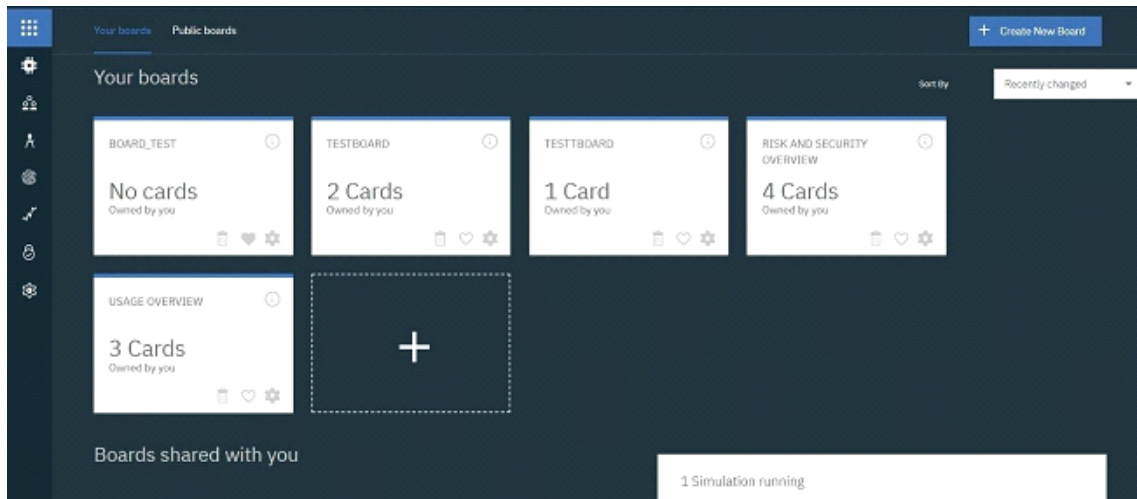 Your boards
Public boards
+ Create New Board
Your boards
Sort By
Recently changed
BOARD_TEST
No cards
Owned by you
TESTBOARD
2 Cards
Owned by you
TESTTBOARD
1 Card
Owned by you
RISK AND SECURITY
OVERVIEW
4 Cards
Owned by you
USAGE OVERVIEW
3 Cards
Owned by you
Boards shared with you
1 Simulation running